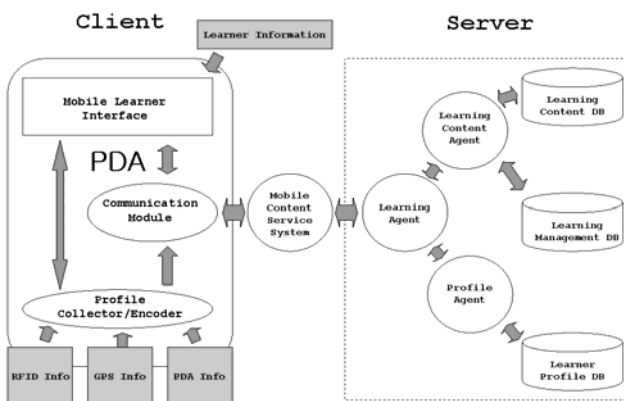 Client
Server
Learner Information
Mobile Learner
Interface
PDA
Communication
Module
Profile
Collector/Encoder
RFID Info
GPS Info
PDA Info
Mobile
Content
Service
System
Learning
Agent
Learning
Content
Agent
Profile
Agent
Learning
Content DB
Learning
Management DB
Learner
Profile DB